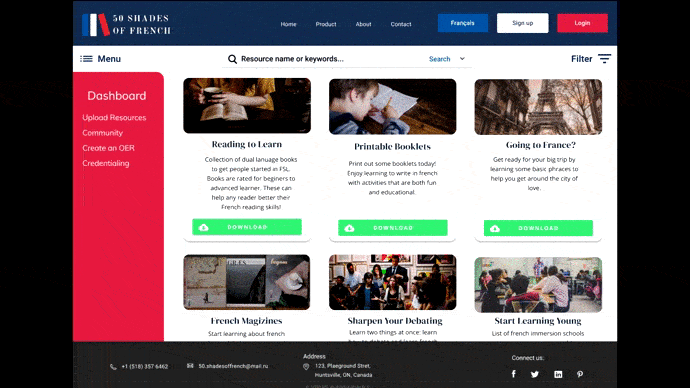 50 SHADES
OF FRENCH
Home
Product
About
Contact
Français
Sign up
Login
Menu
Resource name or keywords...
Search
Filter
Dashboard
Upload Resources
Community
Create an OER
Credentialing
Reading to Learn
Collection of dual lanuage books
to get people started in FSL.
Books are rated for beginers to
advanced learner. These can
help any reader better their
French reading skills!
DOWNLOAD
Printable Booklets
Print out some booklets today!
Enjoy learning to write in french
with activities that are both fun
and educational.
DOWNLOAD
Going to France?
Get ready for your big trip by
learning some basic phrases to
help you get around the city of
love.
DOWNLOAD
French Magizines
Start learning about french
Sharpen Your Debating
Learn two things at once: learn
Start Learning Young
List of french immersion schools
+1 (518) 357 6462
50.shadesoffrench@mail.ru
Address
123, Plaeground Stret,
Huntsville, ON, Canada
Connect us: